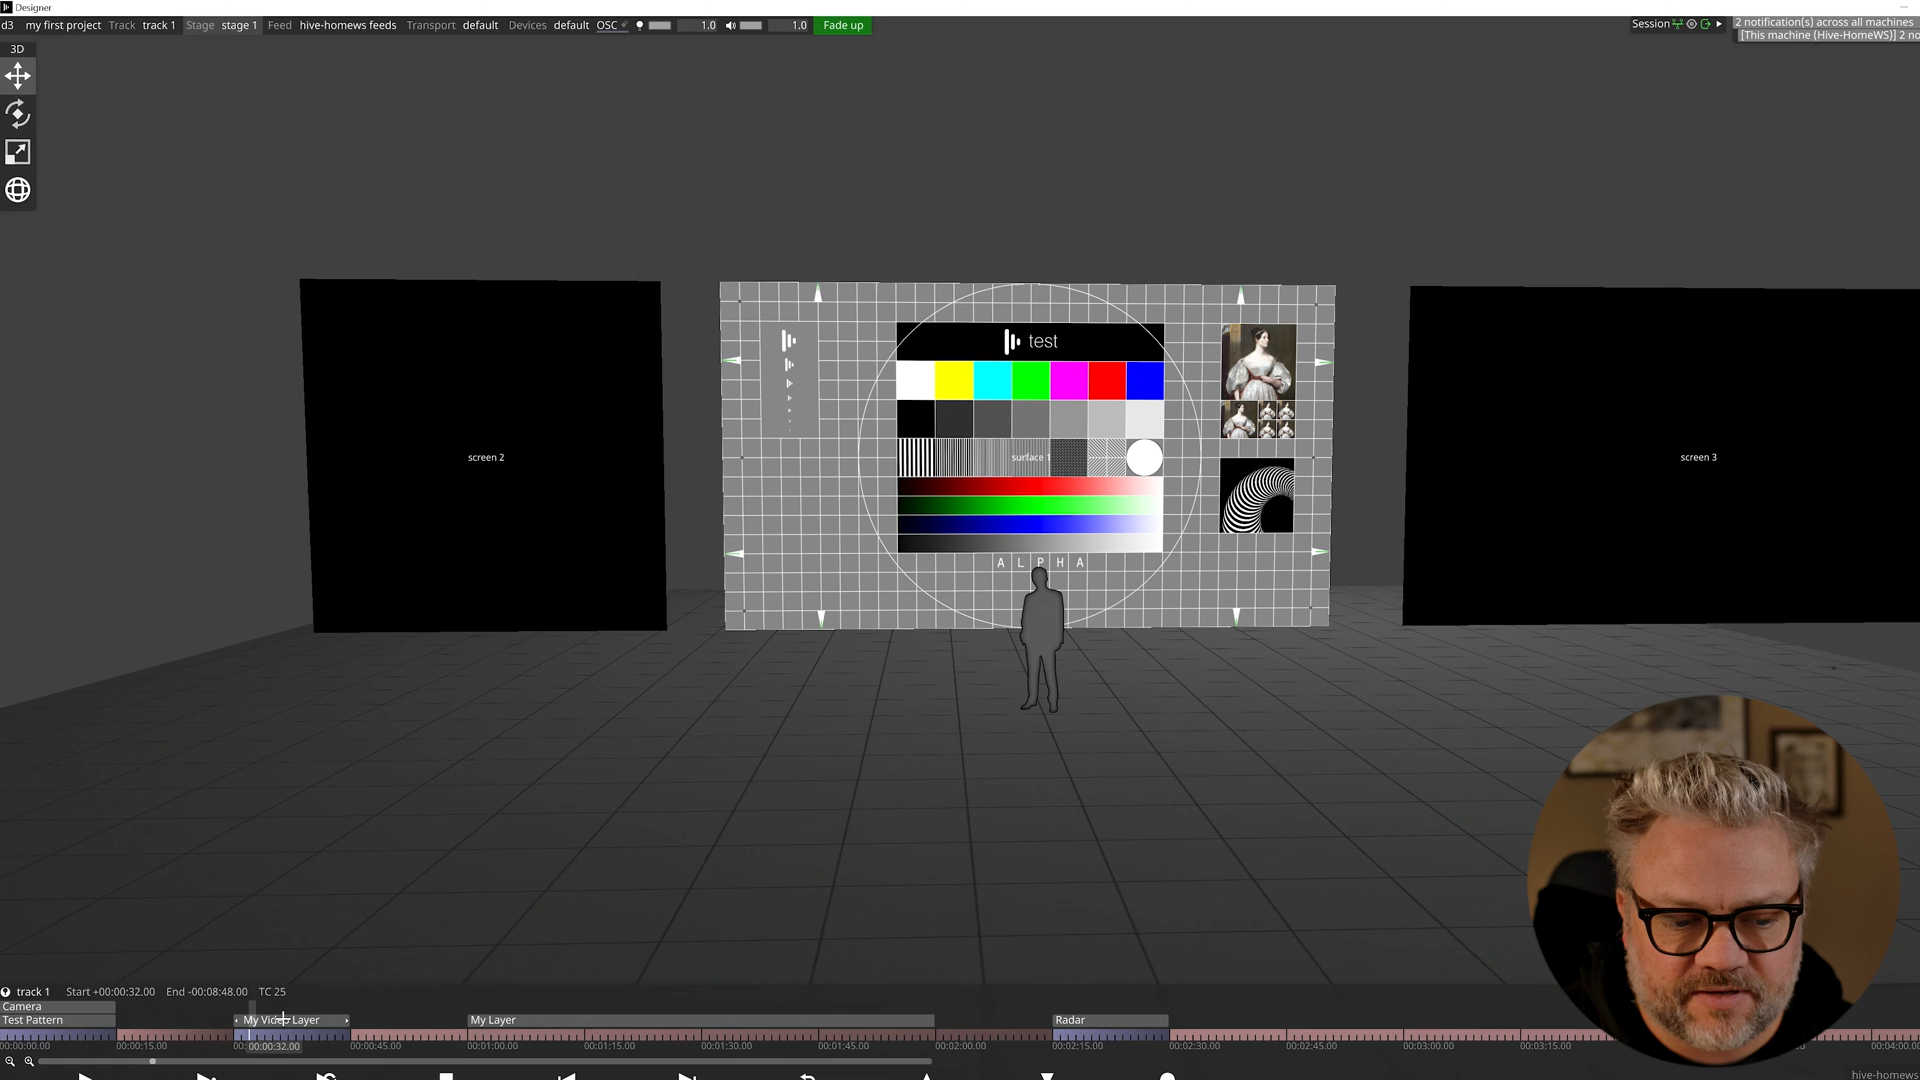 Designer
d3 my first project Track track 1 Stage stage 1 Feed hive-homews feeds Transport default Devices default OSC 1.0 1.0 Fade up
Session
2 notification(s) across all machines
[This machine (Hive-HomeWS)] 2 no
3D
test
screen 2
surface 1
screen 3
ALPHA
track 1 Start +00:00:32.00 End -00:08:48.00 TC 25
Camera
Test Pattern
My Video Layer
My Layer
Radar
00:00:00.00 00:00:15.00 00:00:32.00 00:00:45.00 00:01:00.00 00:01:15.00 00:01:30.00 00:01:45.00 00:02:00.00 00:02:15.00 00:02:30.00 00:02:45.00 00:03:00.00 00:03:15.00 00:04:00.0
hive-homews